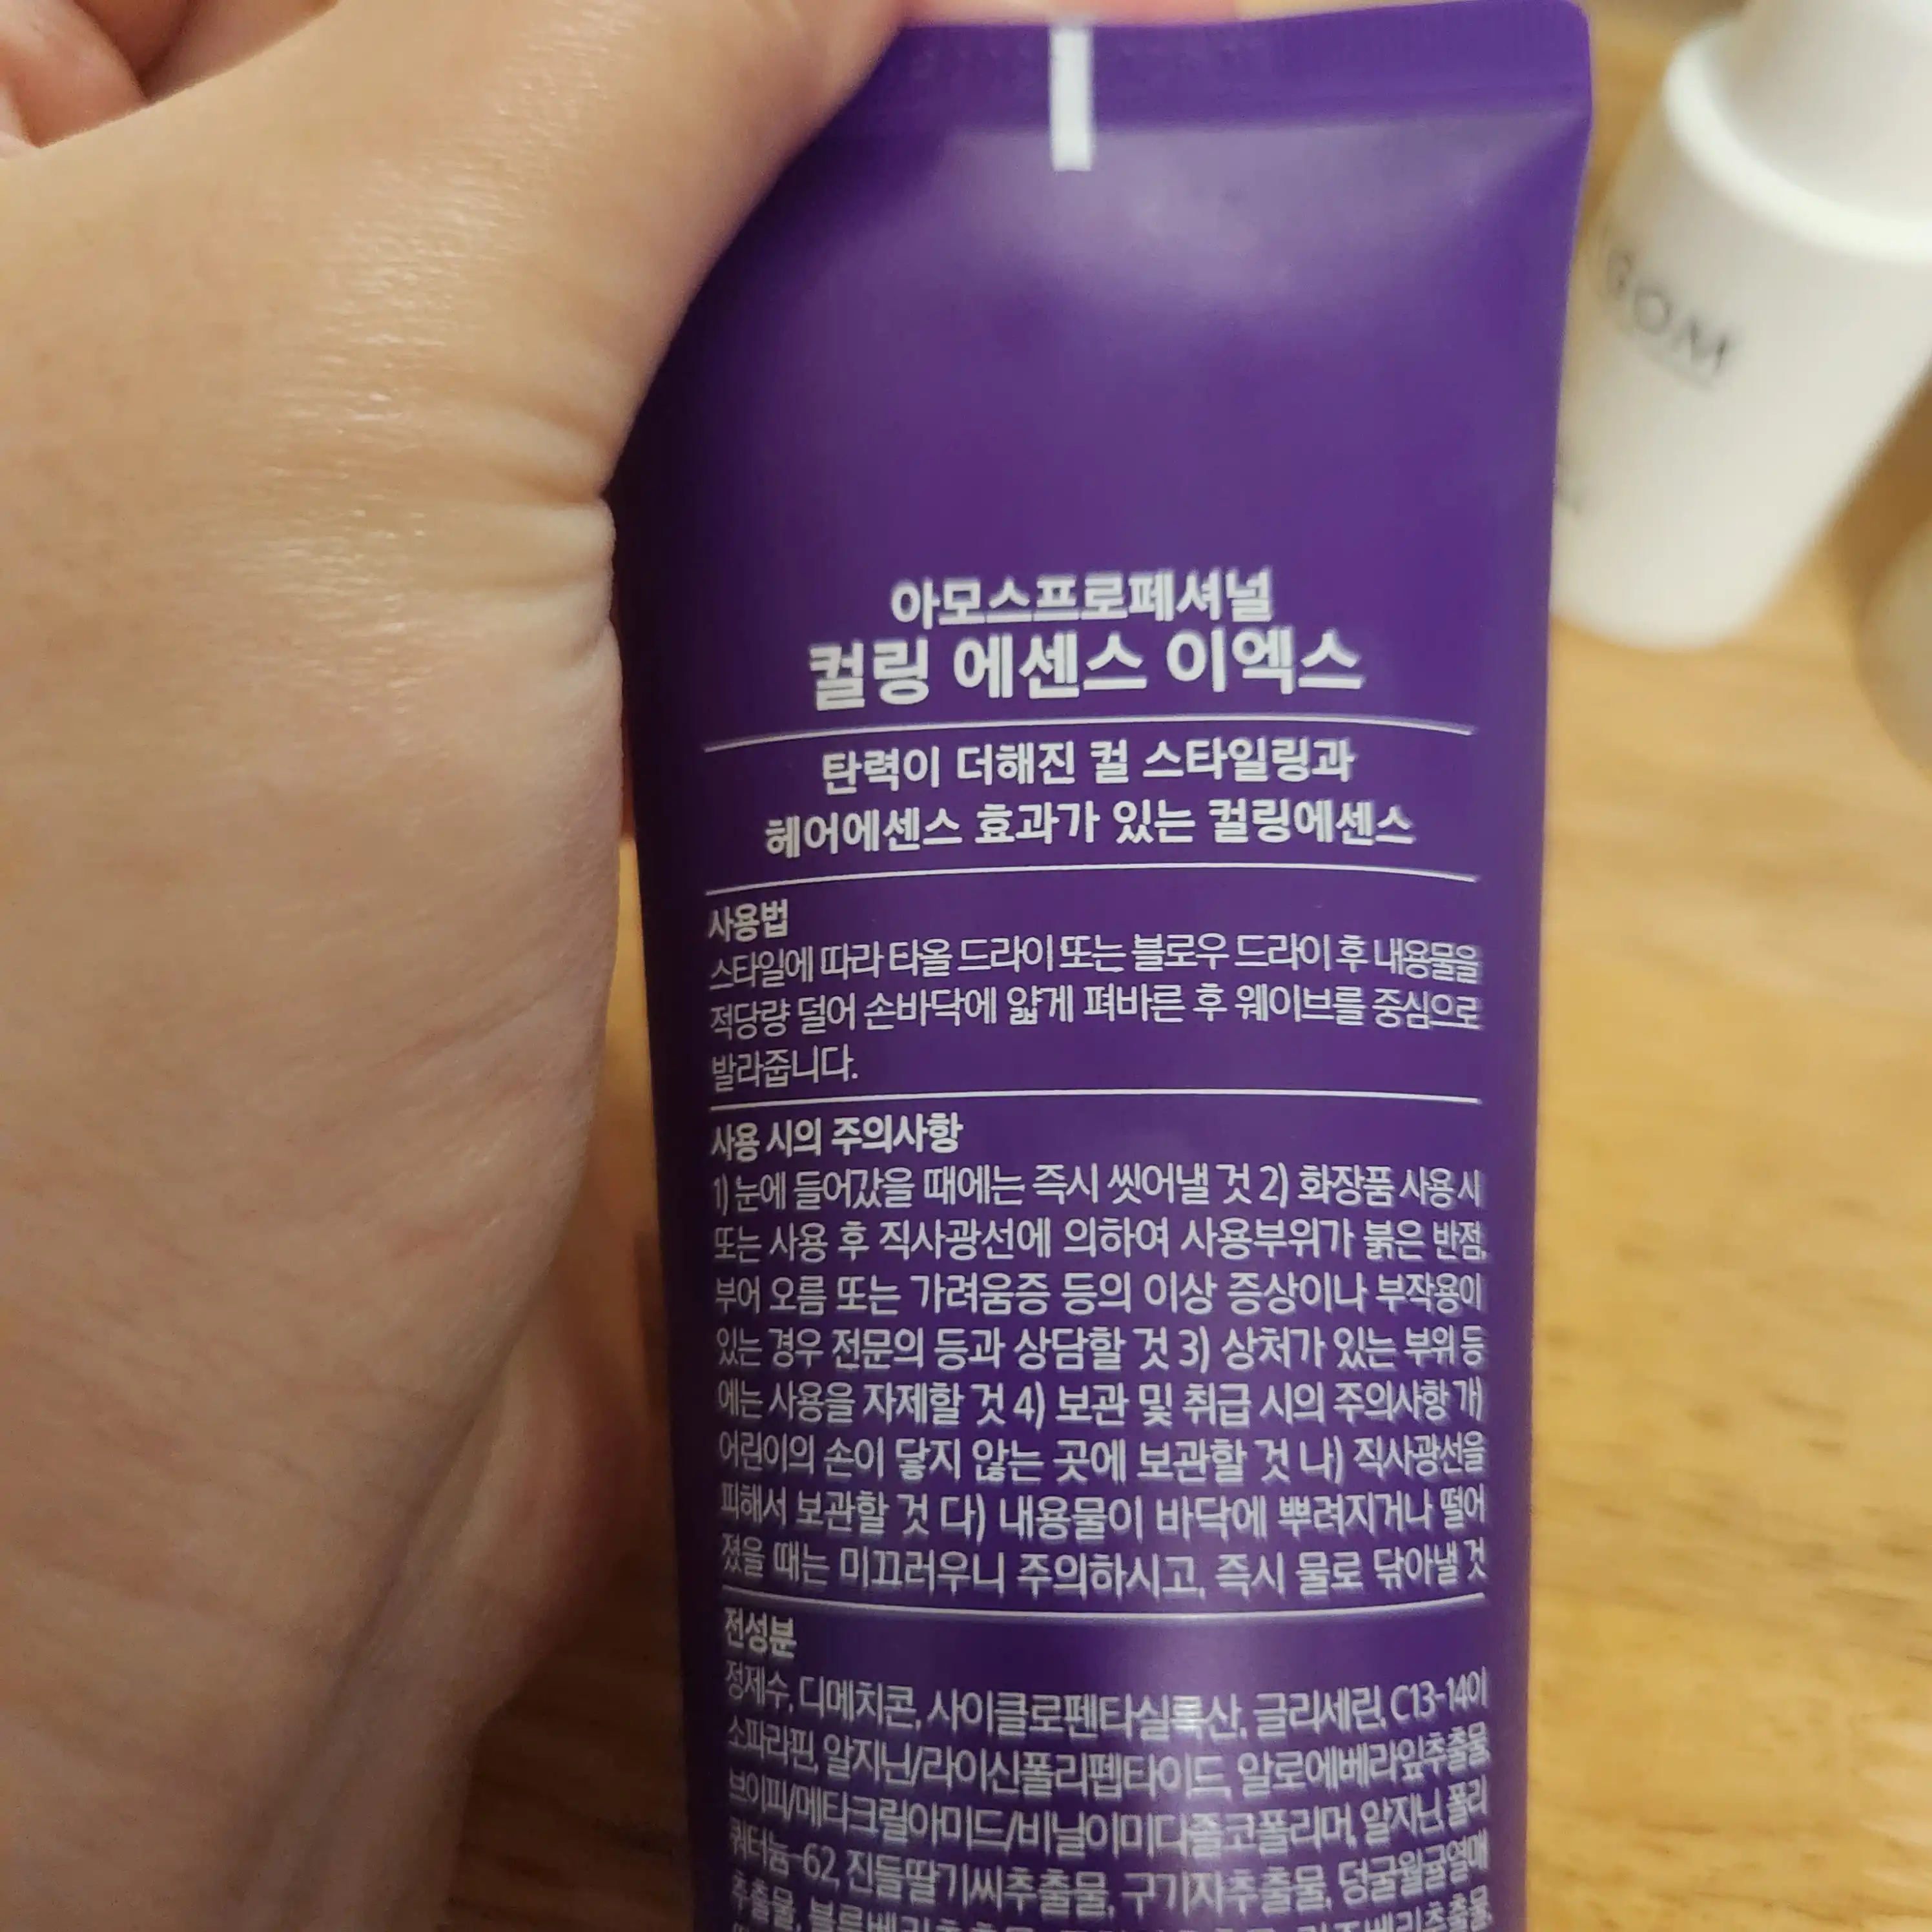 아모스프로페셔널
컬링 에센스 이엑스
탄력이 더해진 컬 스타일링과
헤어에센스 효과가 있는 컬링에센스
사용법
스타일에 따라 타올 드라이 또는 블로우 드라이 후 내용물을
적당량 덜어 손바닥에 얇게 펴바른 후 웨이브를 중심으로
발라줍니다.
사용 시의 주의사항
1) 눈에 들어갔을 때에는 즉시 씻어낼 것 2) 화장품 사용 시
또는 사용 후 직사광선에 의하여 사용부위가 붉은 반점,
부어 오름 또는 가려움증 등의 이상 증상이나 부작용이
있는 경우 전문의 등과 상담할 것 3) 상처가 있는 부위 등
에는 사용을 자제할 것 4) 보관 및 취급 시의 주의사항 가)
어린이의 손이 닿지 않는 곳에 보관할 것 나) 직사광선을
피해서 보관할 것 다) 내용물이 바닥에 뿌려지거나 떨어
졌을 때는 미끄러우니 주의하시고, 즉시 물로 닦아낼 것
전성분
정제수, 디메치콘, 사이클로펜타실록산, 글리세린, C13-14이
소파라핀, 알지닌/라이신폴리펩타이드, 알로에베라잎추출물,
브이피/메타크릴아미드/비닐이미다졸코폴리머, 알지닌, 폴리
쿼터늄-62, 진들딸기씨추출물, 구기자추출물, 덩굴월귤열매
추출물, 블루베리추출물,
GOM